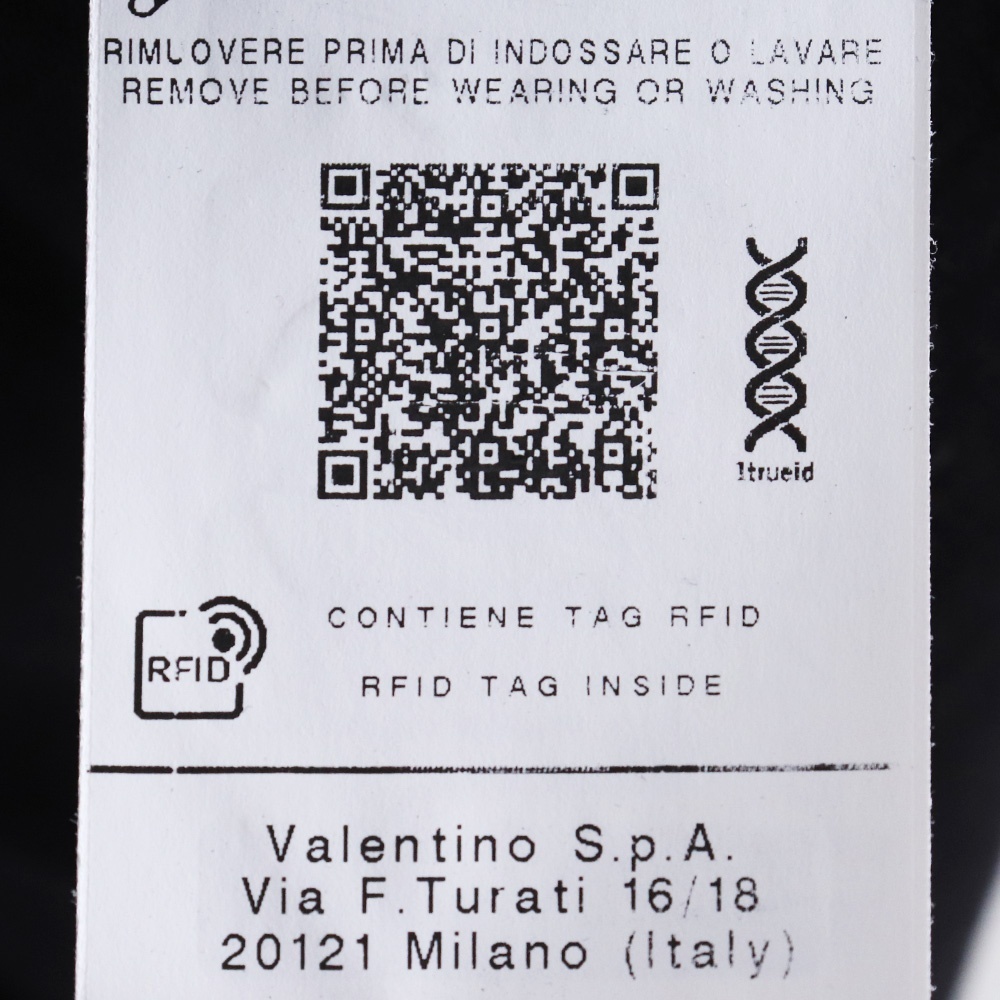 RIMUOVERE PRIMA DI INDOSSARE O LAVARE
REMOVE BEFORE WEARING OR WASHING
1trueid
RFID
CONTIENE TAG RFID
RFID TAG INSIDE
Valentino S.p.A.
Via F.Turati 16/18
20121 Milano (Italy)